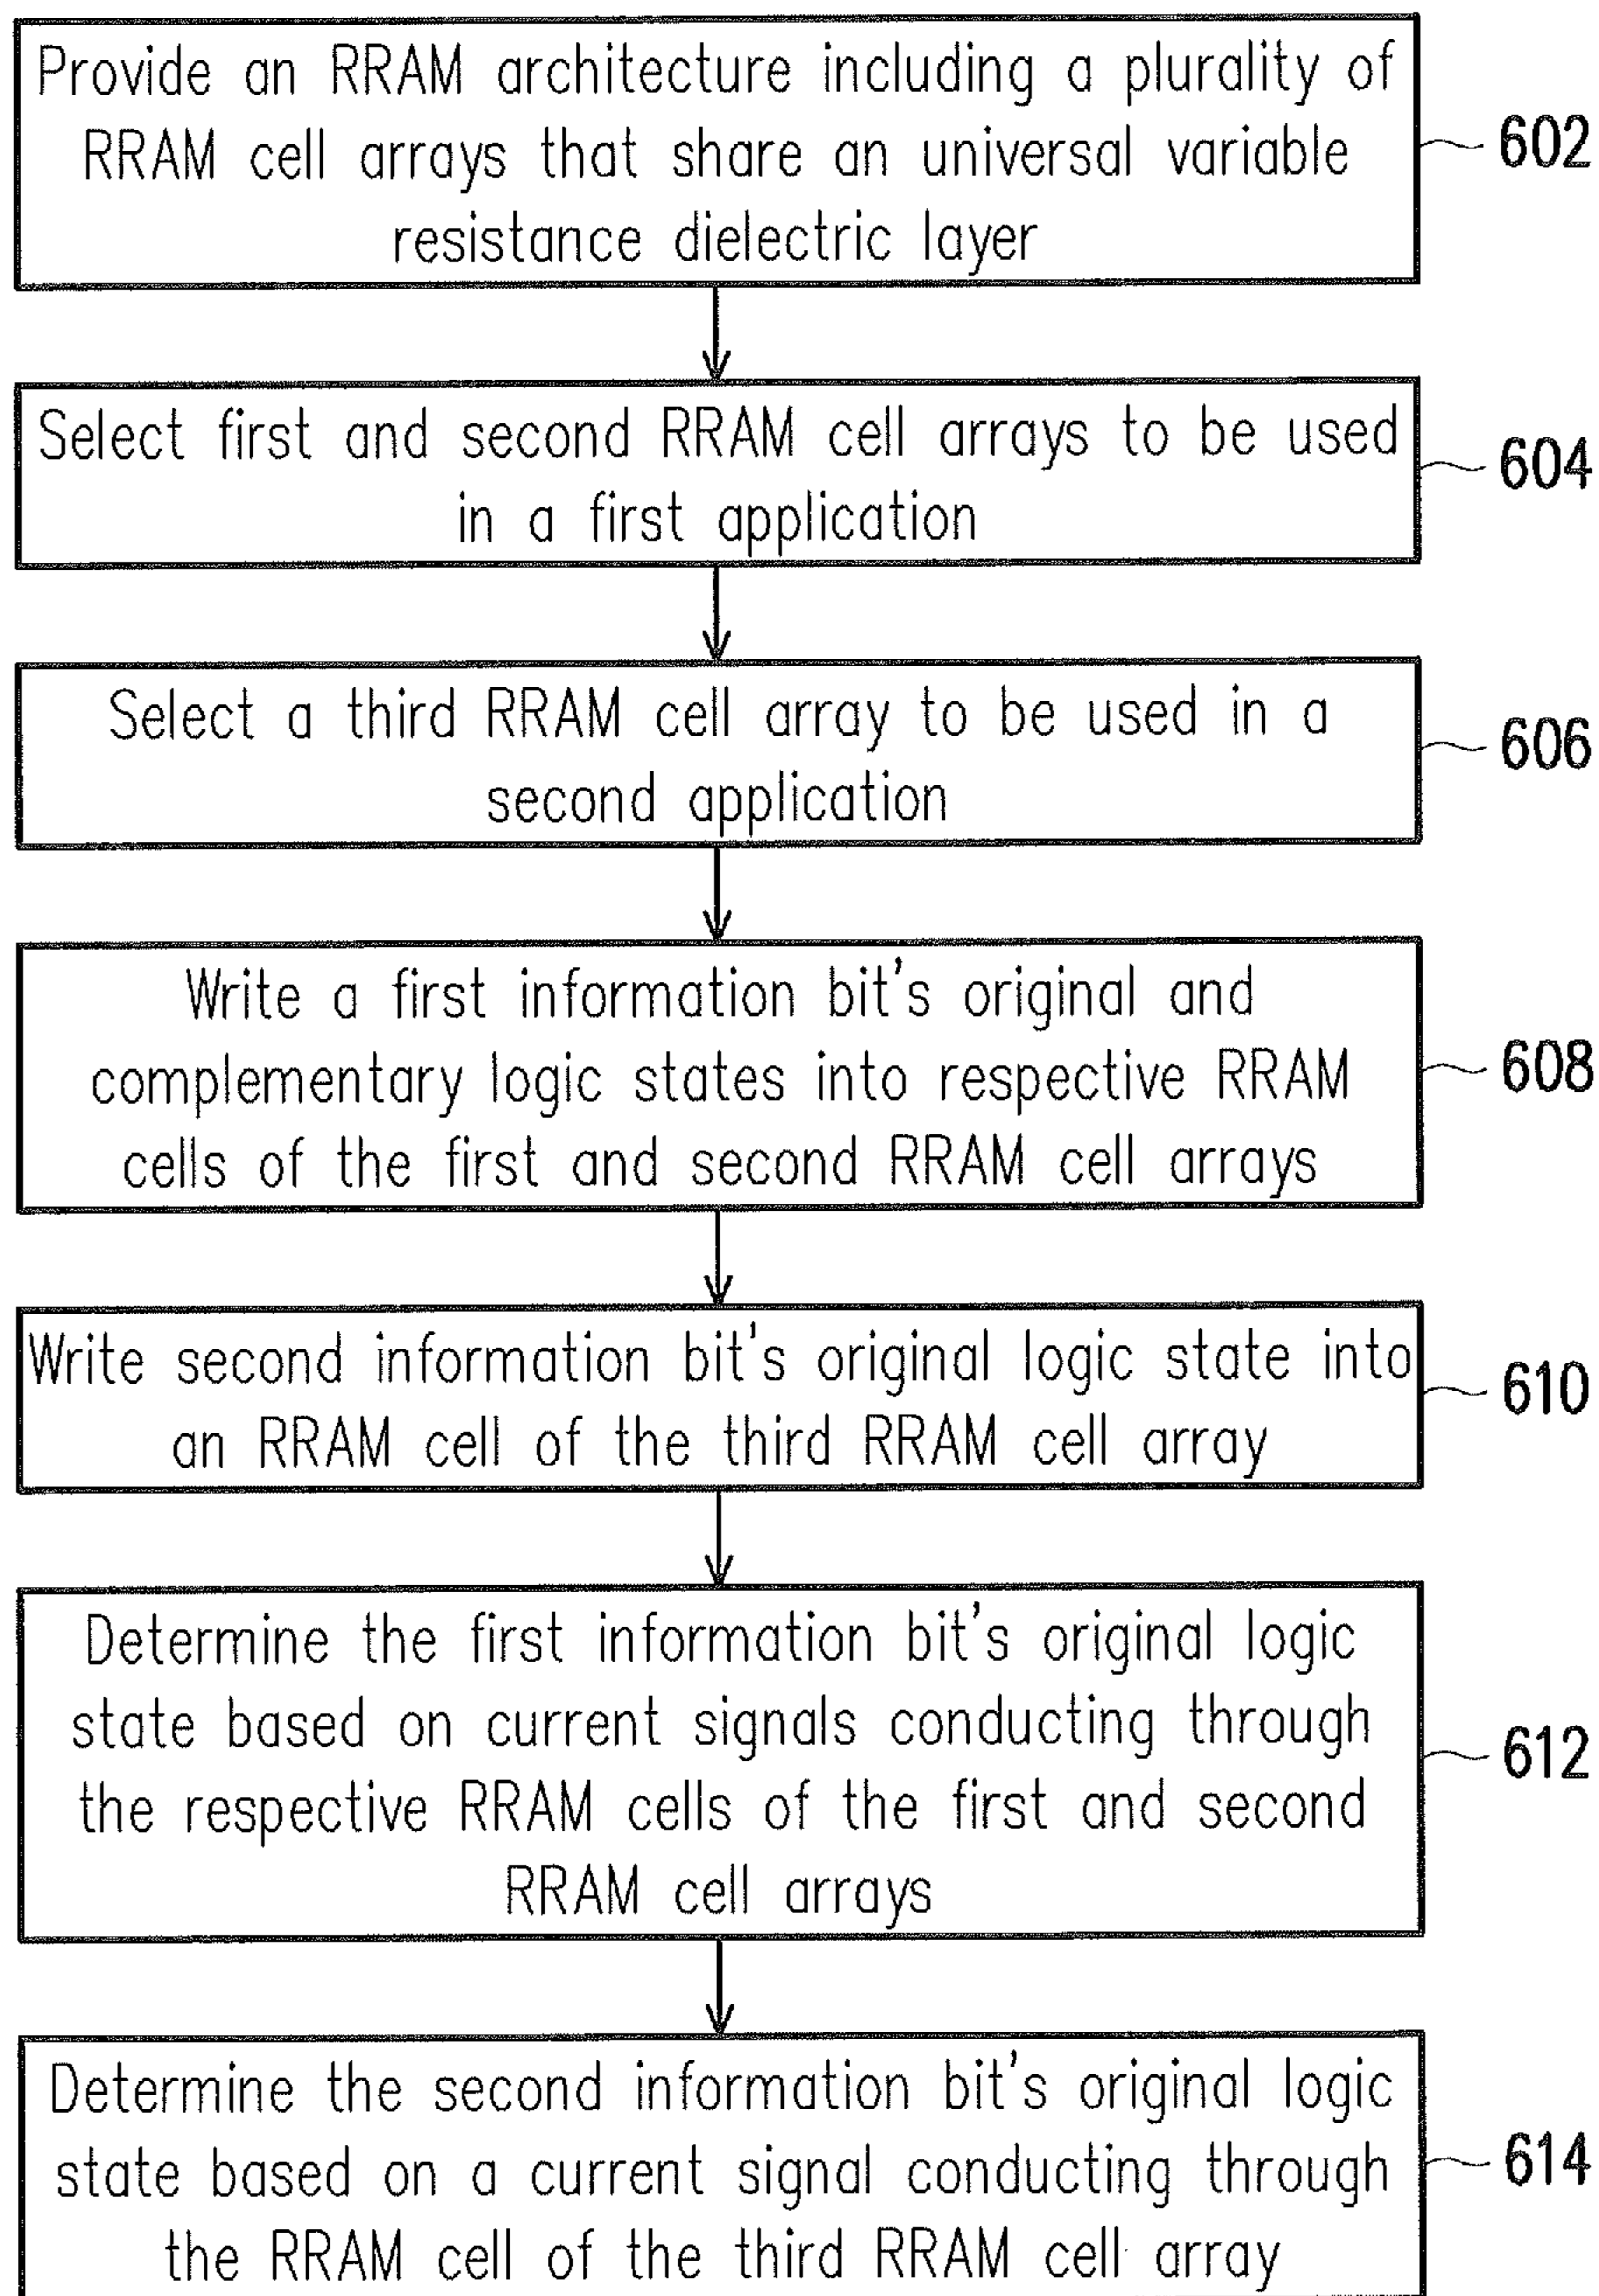 Provide an RRAM architecture including a plurality of
RRAM cell arrays that share an universal variable
resistance dielectric layer
602
Select first and second RRAM cell arrays to be used
in a first application
604
Select a third RRAM cell array to be used in a
second application
606
Write a first information bit's original and
complementary logic states into respective RRAM
cells of the first and second RRAM cell arrays
608
Write second information bit's original logic state into
an RRAM cell of the third RRAM cell array
610
Determine the first information bit's original logic
state based on current signals conducting through
the respective RRAM cells of the first and second
RRAM cell arrays
612
Determine the second information bit's original logic
state based on a current signal conducting through
the RRAM cell of the third RRAM cell array
614